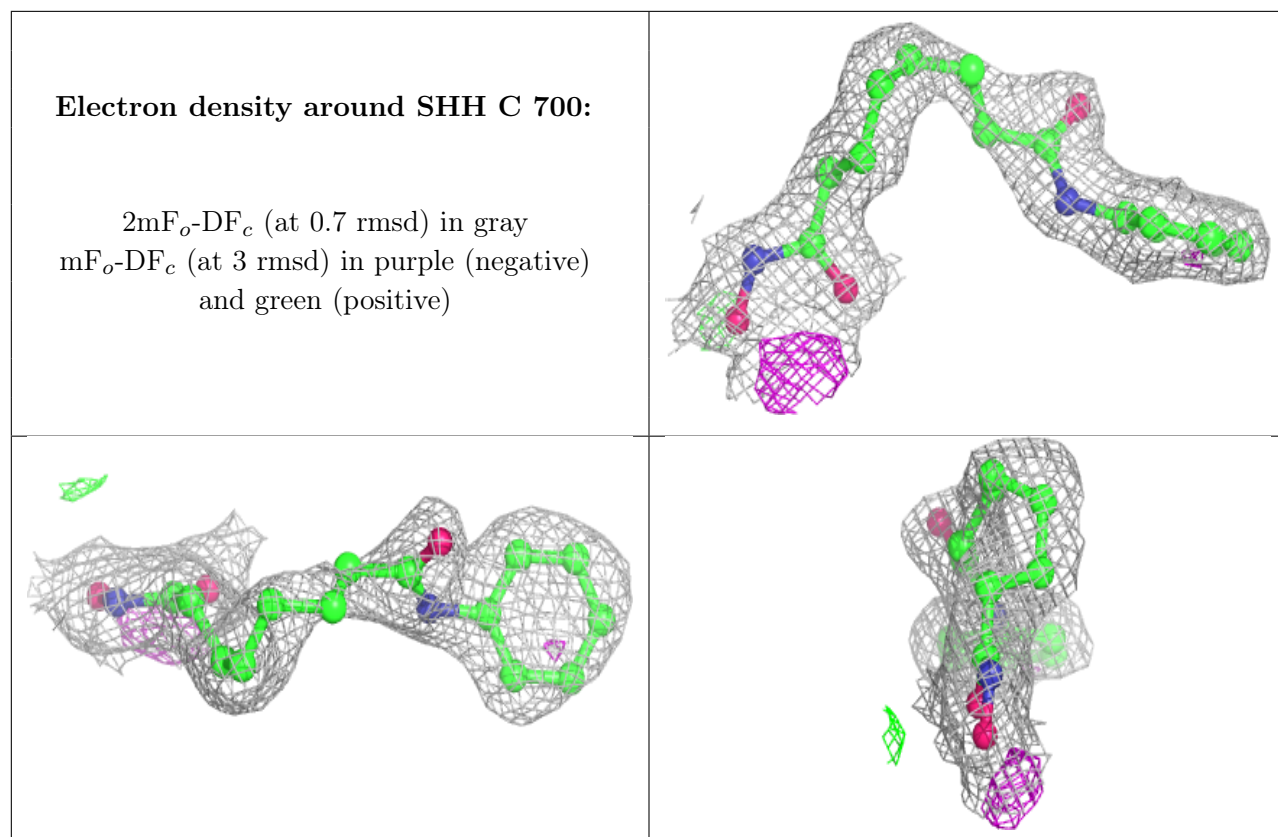 Electron density around SHH C 700:
2mFo-DFc (at 0.7 rmsd) in gray
mFo-DFc (at 3 rmsd) in purple (negative)
and green (positive)